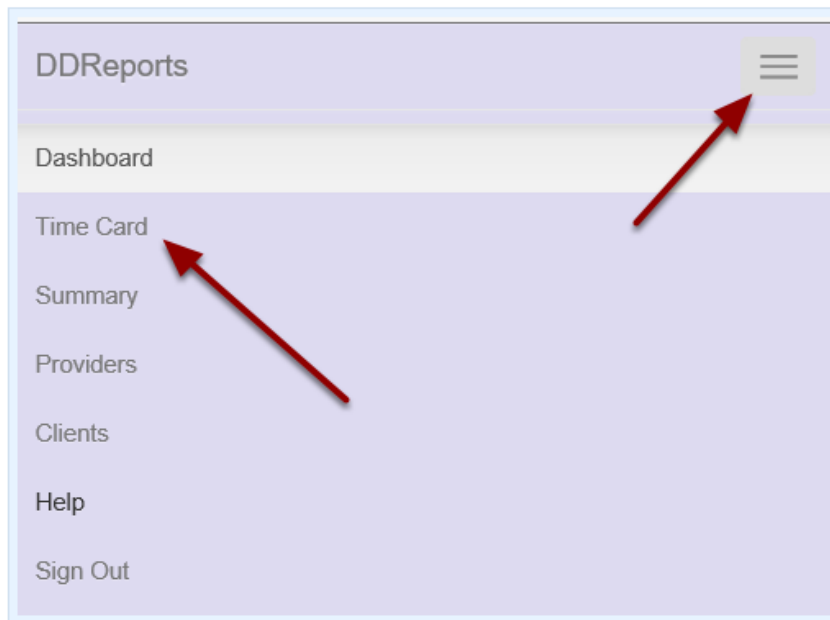 DDReports
Dashboard
Time Card
Summary
Providers
Clients
Help
Sign Out